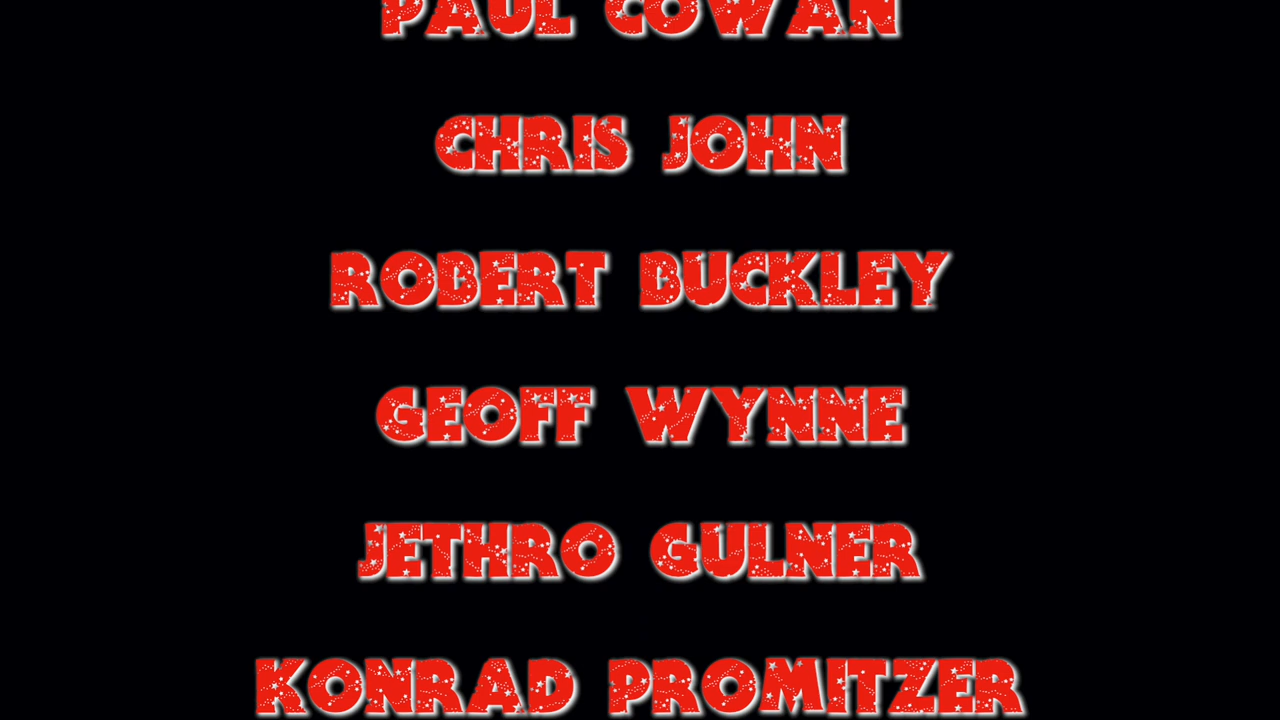 PAUL COWAN
CHRIS JOHN
ROBERT BUCKLEY
GEOFF WYNNE
JETHRO GULNER
KONRAD PROMITZER